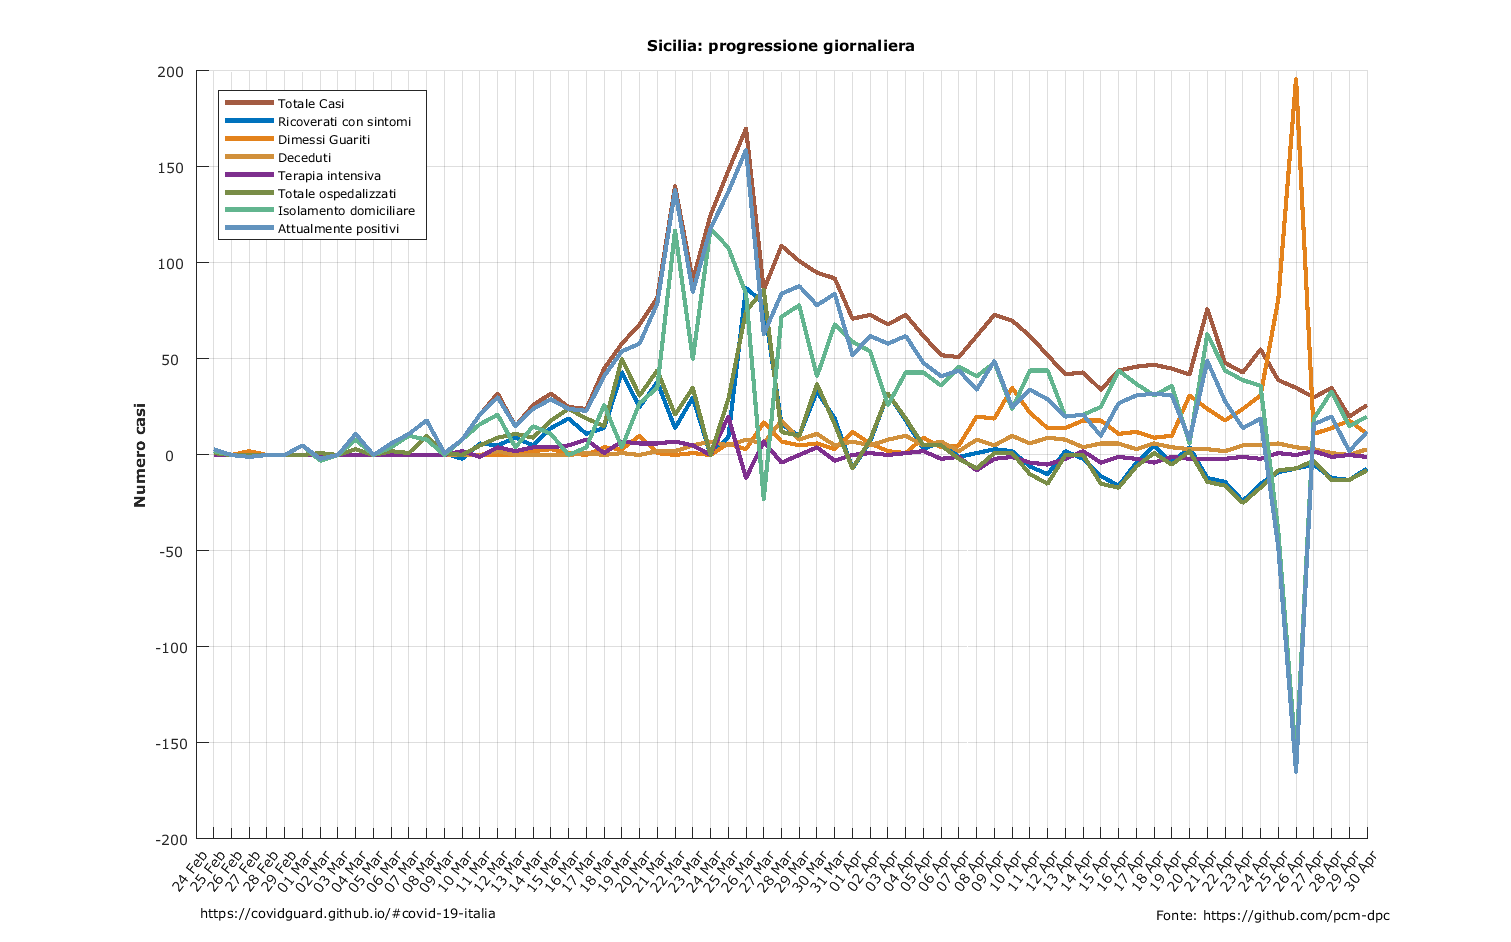 Sicilia: progressione giornaliera
200
150
100
50
0
-50
-100
-150
-200
Numero casi
Totale Casi
Ricoverati con sintomi
Dimessi Guariti
Deceduti
Terapia intensiva
Totale ospedalizzati
Isolamento domiciliare
Attualmente positivi
24 Feb
25 Feb
26 Feb
27 Feb
28 Feb
29 Feb
01 Mar
02 Mar
03 Mar
04 Mar
05 Mar
06 Mar
07 Mar
08 Mar
09 Mar
10 Mar
11 Mar
12 Mar
13 Mar
14 Mar
15 Mar
16 Mar
17 Mar
18 Mar
19 Mar
20 Mar
21 Mar
22 Mar
23 Mar
24 Mar
25 Mar
26 Mar
27 Mar
28 Mar
29 Mar
30 Mar
31 Mar
01 Apr
02 Apr
03 Apr
04 Apr
05 Apr
06 Apr
07 Apr
08 Apr
09 Apr
10 Apr
11 Apr
12 Apr
13 Apr
14 Apr
15 Apr
16 Apr
17 Apr
18 Apr
19 Apr
20 Apr
21 Apr
22 Apr
23 Apr
24 Apr
25 Apr
26 Apr
27 Apr
28 Apr
29 Apr
30 Apr
https://covidguard.github.io/#covid-19-italia
Fonte: https://github.com/pcm-dpc